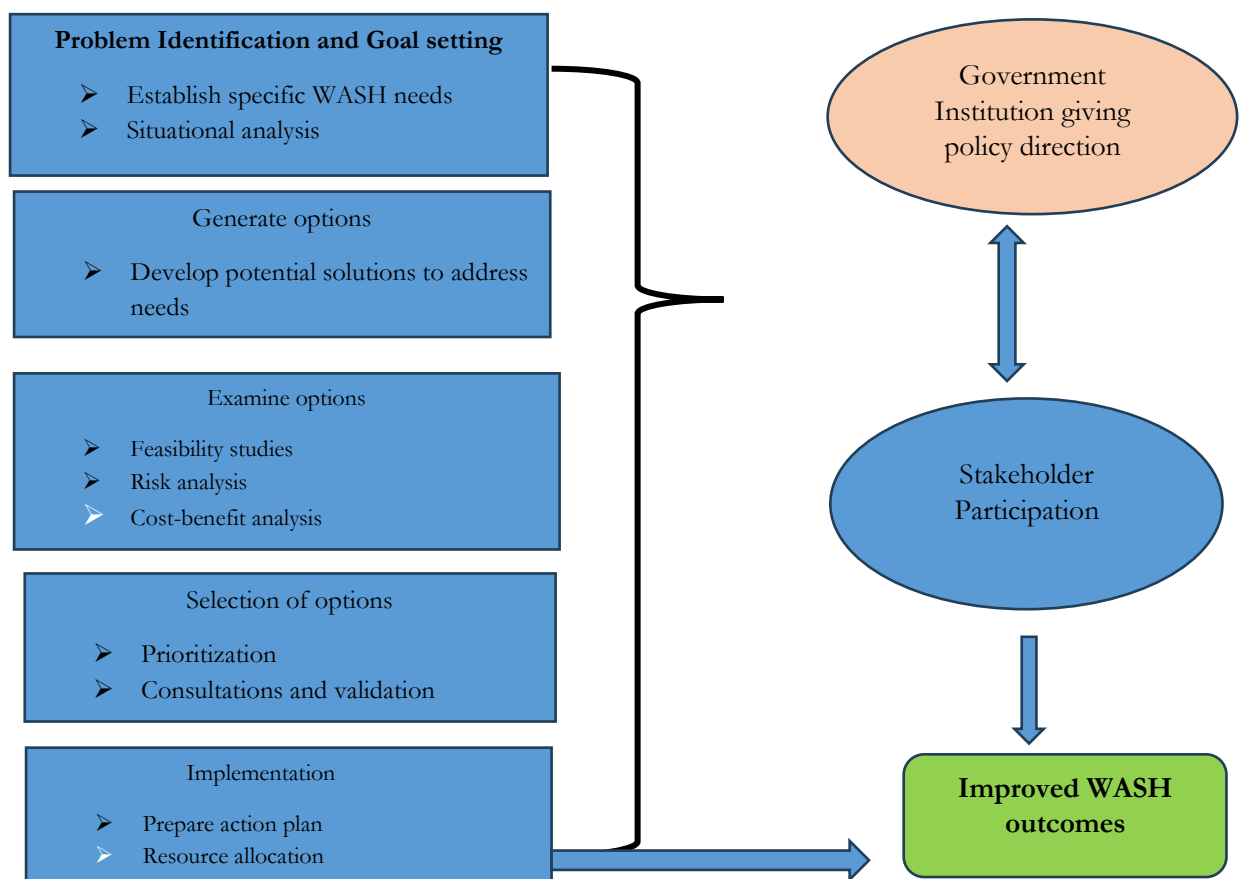 Problem Identification and Goal setting
➢ Establish specific WASH needs
➢ Situational analysis
Generate options
➢ Develop potential solutions to address
needs
Examine options
➢ Feasibility studies
➢ Risk analysis
➢ Cost-benefit analysis
Selection of options
➢ Prioritization
➢ Consultations and validation
Implementation
➢ Prepare action plan
➢ Resource allocation
Government
Institution giving
policy direction
Stakeholder
Participation
Improved WASH
outcomes